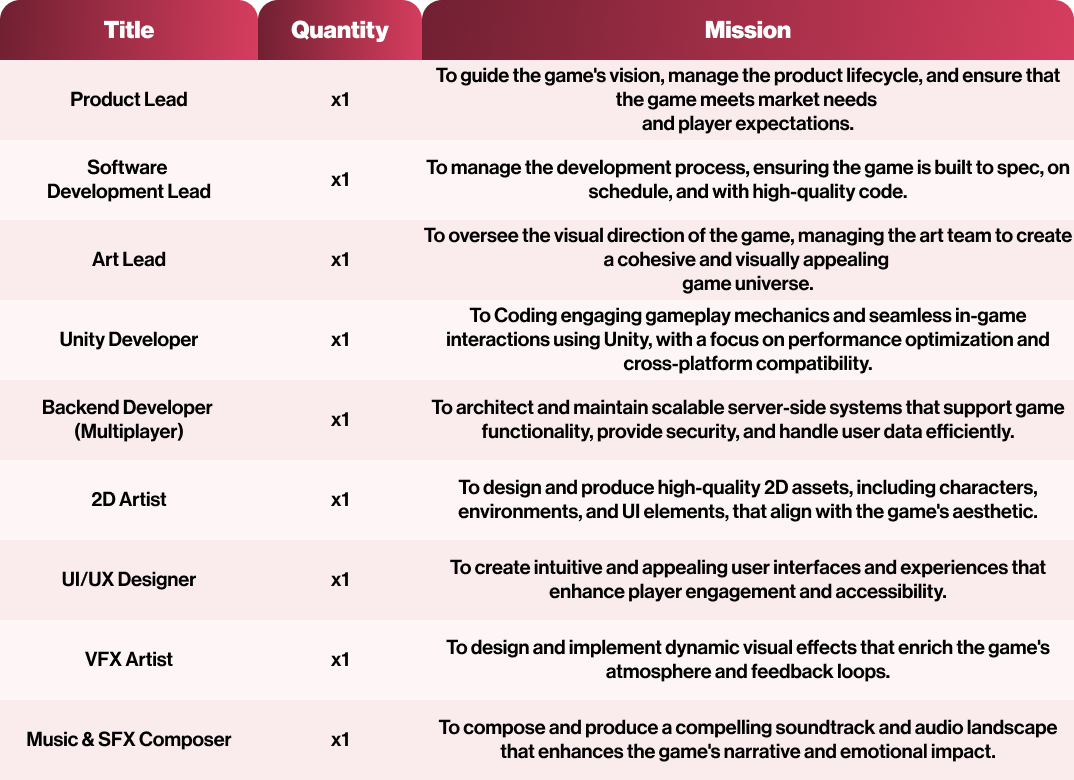 Title Quantity Mission
Product Lead x1 To guide the game's vision, manage the product lifecycle, and ensure that
the game meets market needs
and player expectations.
Software
Development Lead x1 To manage the development process, ensuring the game is built to spec, on
schedule, and with high-quality code.
Art Lead x1 To oversee the visual direction of the game, managing the art team to create
a cohesive and visually appealing
game universe.
Unity Developer x1 To Coding engaging gameplay mechanics and seamless in-game
interactions using Unity, with a focus on performance optimization and
cross-platform compatibility.
Backend Developer
(Multiplayer) x1 To architect and maintain scalable server-side systems that support game
functionality, provide security, and handle user data efficiently.
2D Artist x1 To design and produce high-quality 2D assets, including characters,
environments, and UI elements, that align with the game's aesthetic.
UI/UX Designer x1 To create intuitive and appealing user interfaces and experiences that
enhance player engagement and accessibility.
VFX Artist x1 To design and implement dynamic visual effects that enrich the game's
atmosphere and feedback loops.
Music & SFX Composer x1 To compose and produce a compelling soundtrack and audio landscape
that enhances the game's narrative and emotional impact.